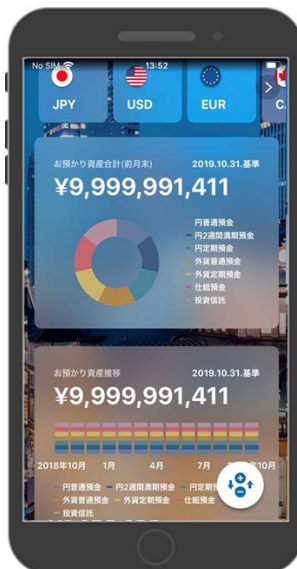 No SIM 13:52
JPY USD EUR
お預かり資産合計(前月末) 2019.10.31.基準
¥9,999,991,411
円普通預金
円2週間満期預金
円定期預金
外貨普通預金
外貨定期預金
仕組預金
投資信託
お預かり資産推移 2019.10.31.基準
¥9,999,991,411
2018年10月 1月 4月 7月 10月
円普通預金 円2週間満期預金 円定期
外貨普通預金 外貨定期預金 仕組預金
投資信託